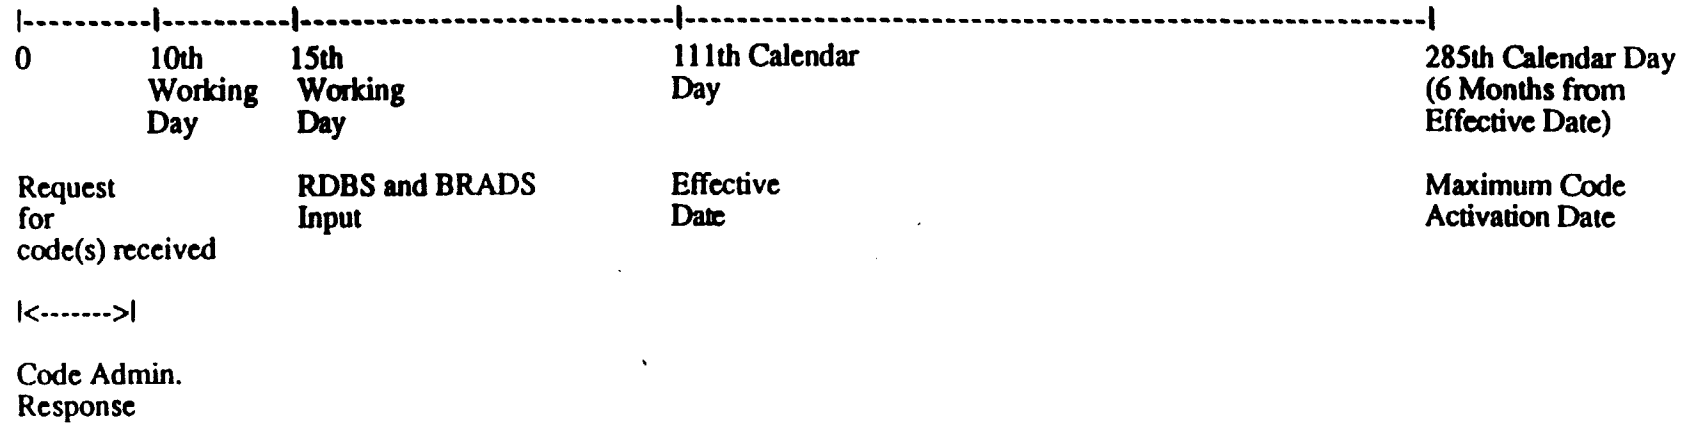 |----------|----------|-----------------------------|----------------------------------------------------------|
0 10th 15th 111th Calendar 285th Calendar Day
Working Working Day (6 Months from
Day Day Effective Date)
Request RDBS and BRADS Effective Maximum Code
for Input Date Activation Date
code(s) received
|<------->|
Code Admin.
Response